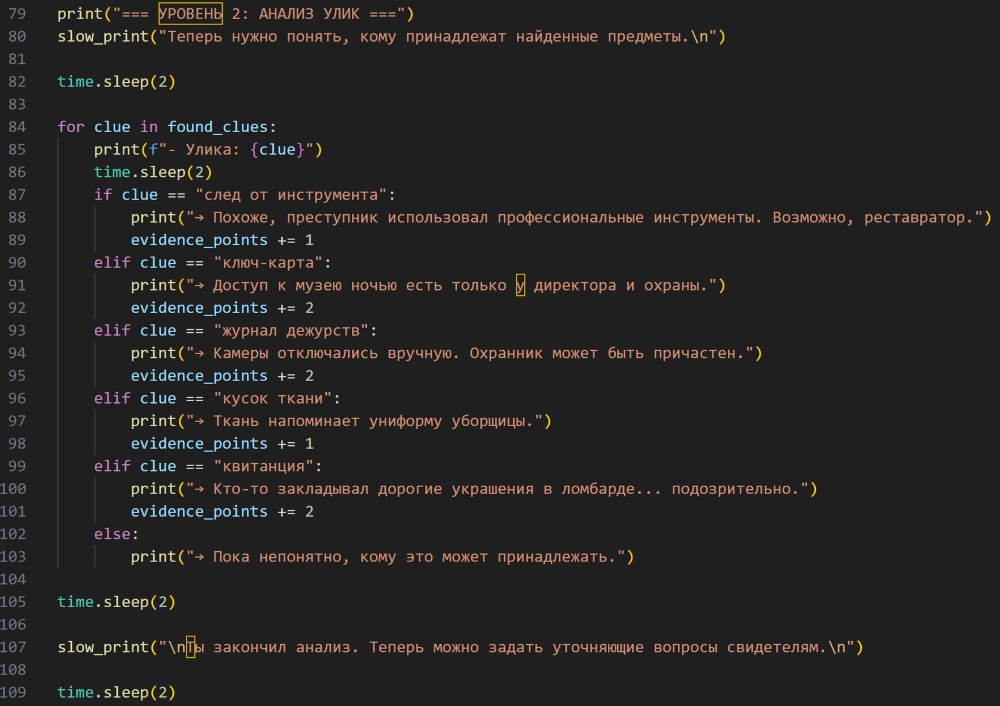 79 print("=== УРОВЕНЬ 2: АНАЛИЗ УЛИК ===")
80 slow_print("Теперь нужно понять, кому принадлежат найденные предметы.\n")
81
82 time.sleep(2)
83
84 for clue in found_clues:
85     print(f"- Улика: {clue}")
86     time.sleep(2)
87     if clue == "след от инструмента":
88         print("→ Похоже, преступник использовал профессиональные инструменты. Возможно, реставратор.")
89         evidence_points += 1
90     elif clue == "ключ-карта":
91         print("→ Доступ к музею ночью есть только у директора и охраны.")
92         evidence_points += 2
93     elif clue == "журнал дежурств":
94         print("→ Камеры отключались вручную. Охранник может быть причастен.")
95         evidence_points += 2
96     elif clue == "кусок ткани":
97         print("→ Ткань напоминает униформу уборщицы.")
98         evidence_points += 1
99     elif clue == "квитанция":
100         print("→ Кто-то закладывал дорогие украшения в ломбарде... подозрительно.")
101         evidence_points += 2
102     else:
103         print("→ Пока непонятно, кому это может принадлежать.")
104
105 time.sleep(2)
106
107 slow_print("\nТы закончил анализ. Теперь можно задать уточняющие вопросы свидетелям.\n")
108
109 time.sleep(2)